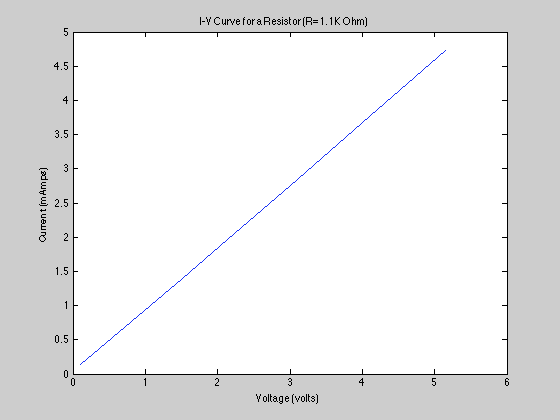 I-V Curve for a Resistor (R=1.1K Ohm)
5
4.5
4
3.5
3
2.5
2
1.5
1
0.5
0
Current (mAmps)
0 1 2 3 4 5 6
Voltage (volts)